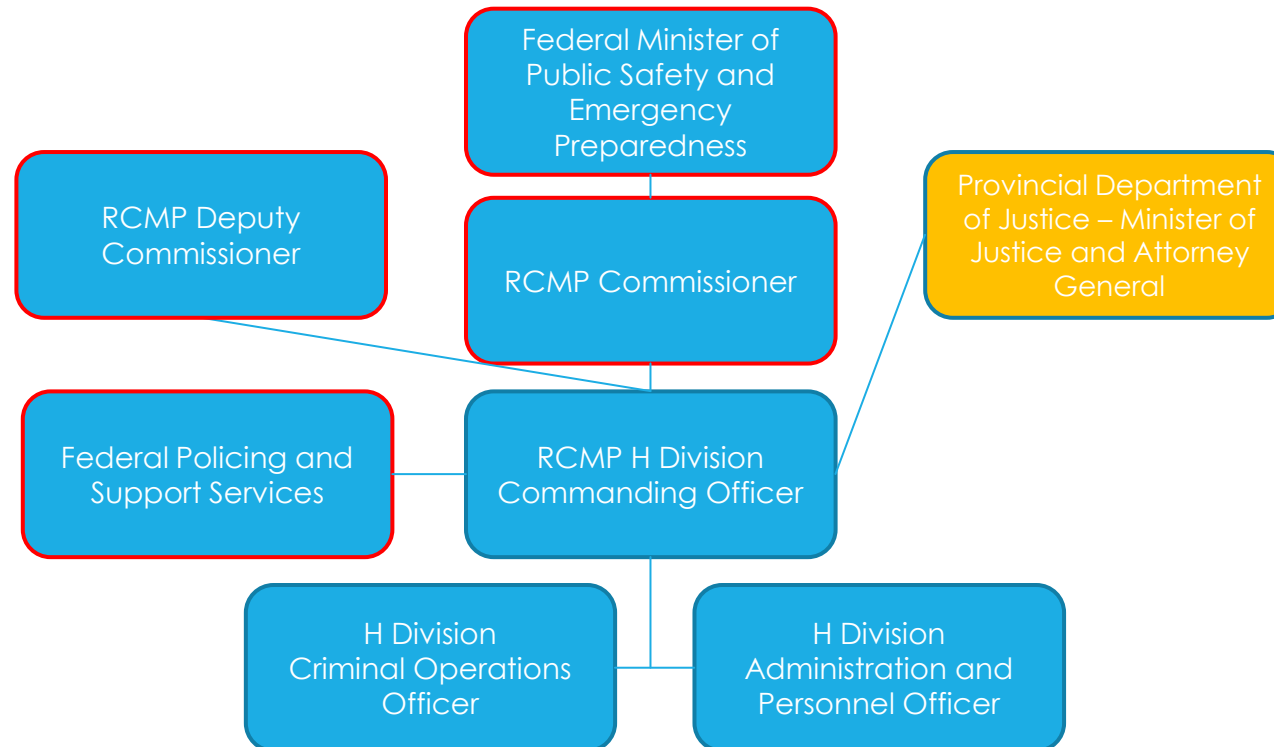 Federal Minister of
Public Safety and
Emergency
Preparedness
RCMP Deputy
Commissioner
RCMP Commissioner
Provincial Department
of Justice – Minister of
Justice and Attorney
General
Federal Policing and
Support Services
RCMP H Division
Commanding Officer
H Division
Criminal Operations
Officer
H Division
Administration and
Personnel Officer